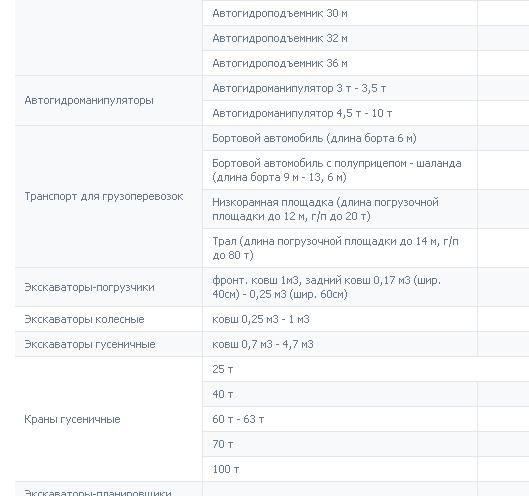 Автогидроподъемник 30 м
Автогидроподъемник 32 м
Автогидроподъемник 36 м
Автогидроманипуляторы
Автогидроманипулятор 3 т - 3,5 т
Автогидроманипулятор 4,5 т - 10 т
Транспорт для грузоперевозок
Бортовой автомобиль (длина борта 6 м)
Бортовой автомобиль с полуприцепом - шаланда
(длина борта 9 м - 13, 6 м)
Низкорамная площадка (длина погрузочной
площадки до 12 м, г/п до 20 т)
Трал (длина погрузочной площадки до 14 м, г/п
до 80 т)
Экскаваторы-погрузчики
фронт. ковш 1м3, задний ковш 0,17 м3 (шир.
40см) - 0,25 м3 (шир. 60см)
Экскаваторы колесные
ковш 0,25 м3 - 1 м3
Экскаваторы гусеничные
ковш 0,7 м3 - 4,7 м3
Краны гусеничные
25 т
40 т
60 т - 63 т
70 т
100 т
Экскаваторы-планировщики